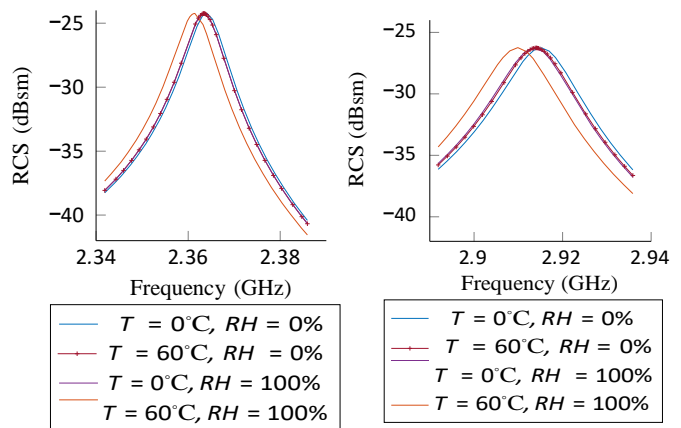 −25
−30
−35
−40
RCS (dBsm)
2.34
2.36
2.38
Frequency (GHz)
T = 0°C, RH = 0%
T = 60°C, RH = 0%
T = 0°C, RH = 100%
T = 60°C, RH = 100%
−25
−30
−35
−40
RCS (dBsm)
2.9
2.92
2.94
Frequency (GHz)
T = 0°C, RH = 0%
T = 60°C, RH = 0%
T = 0°C, RH = 100%
T = 60°C, RH = 100%